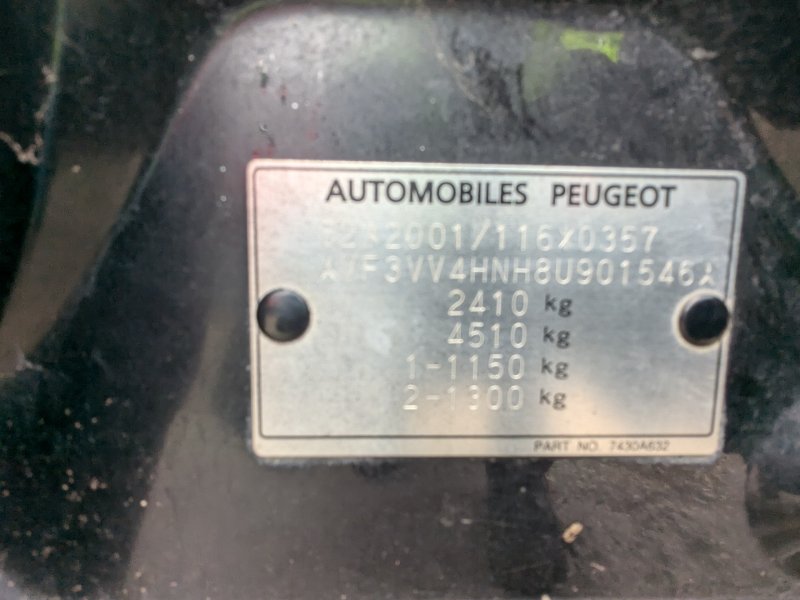 AUTOMOBILES PEUGEOT
e2*2001/116*0357
*VF3VV4HNH8U901546*
2410 kg
4510 kg
1-1150 kg
2-1300 kg
PART NO. 7430A632